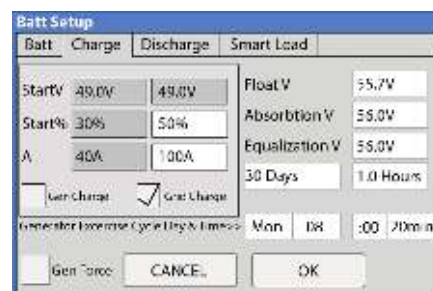 Batt Setup
Batt Charge Discharge Smart Load
StartV 49.0V 49.0V
Float V 55.7V
Start% 30% 50%
Absorbtion V 56.0V
A 40A 100A
Equalization V 56.0V
30 Days 1.0 Hours
Gen Charge Grid Charge
Generator Exercise Cycle Day & Time>> Mon 08 :00 20min
Gen Force CANCEL OK